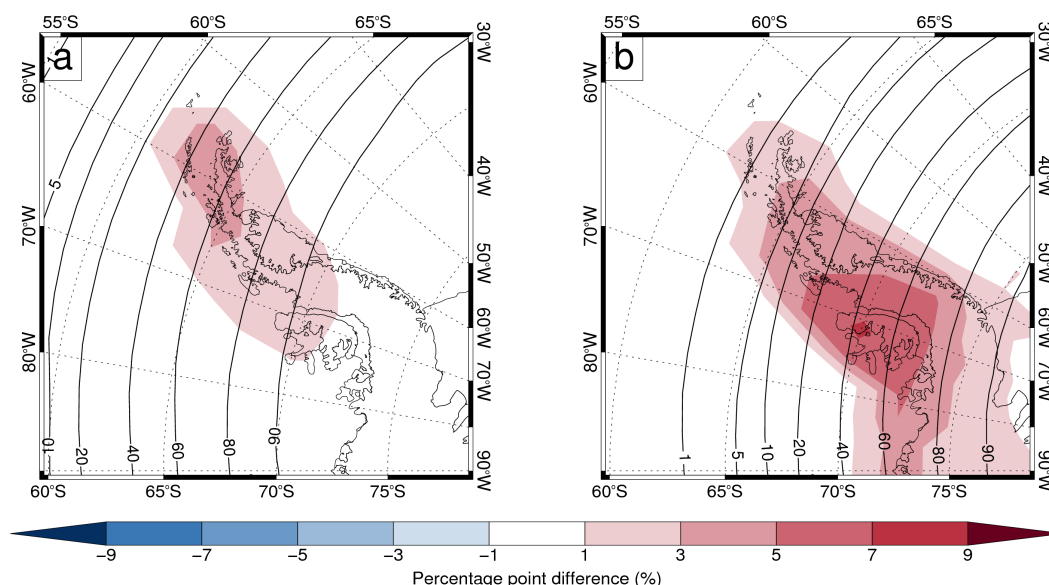 55°S 60°S 65°S
a
30°W
60°W
40°W
5
70°W
50°W
60°W
80°W
70°W
10 20 40 60 80 90
90°W
60°S 65°S 70°S 75°S
55°S 60°S 65°S
b
30°W
60°W
40°W
70°W
50°W
60°W
80°W
70°W
1 5 10 20 40 60 80 90
90°W
60°S 65°S 70°S 75°S
−9 −7 −5 −3 −1 1 3 5 7 9
Percentage point difference (%)